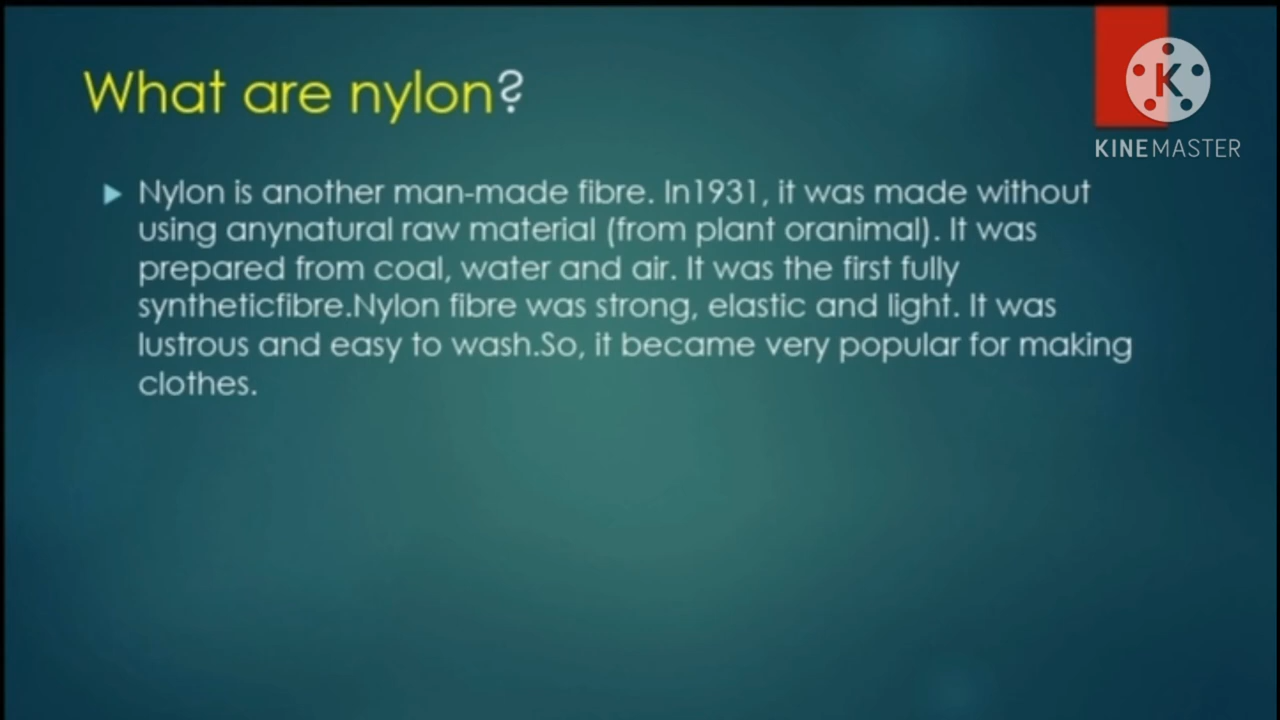 What are nylon?
K
KINEMASTER
Nylon is another man-made fibre. In1931, it was made without
using anynatural raw material (from plant oranimal). It was
prepared from coal, water and air. It was the first fully
syntheticfibre.Nylon fibre was strong, elastic and light. It was
lustrous and easy to wash.So, it became very popular for making
clothes.